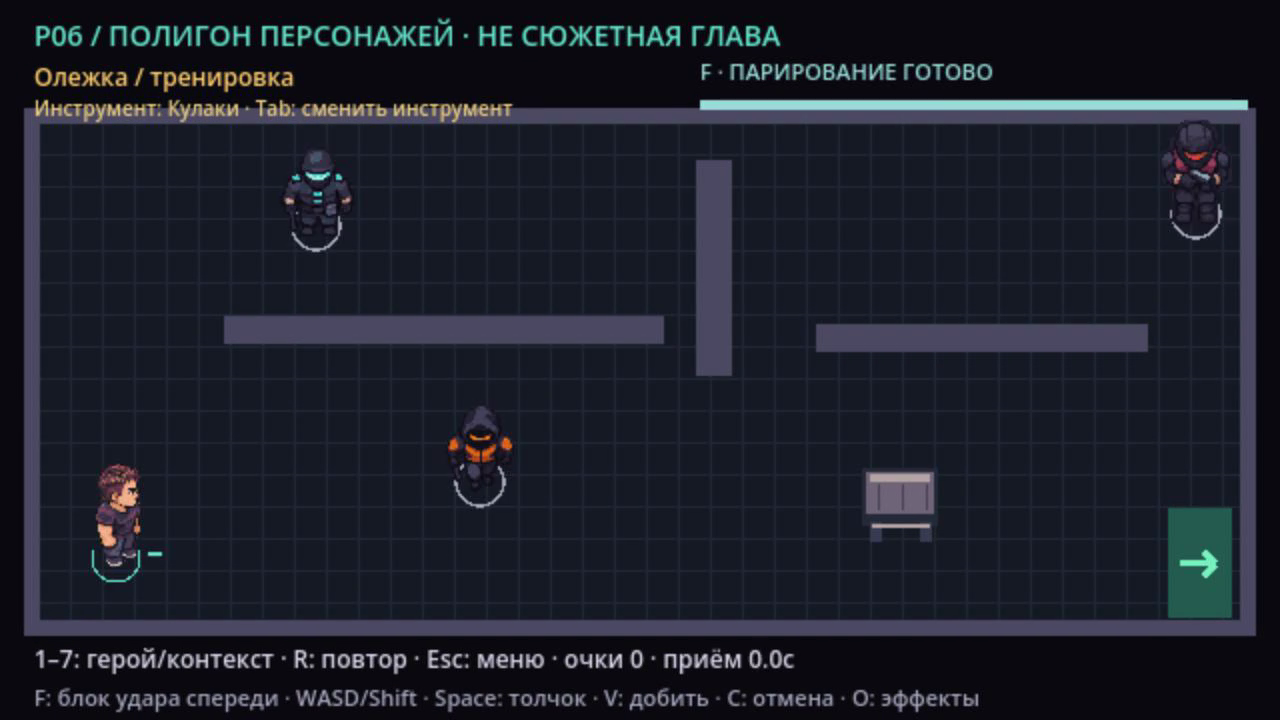 P06 / ПОЛИГОН ПЕРСОНАЖЕЙ · НЕ СЮЖЕТНАЯ ГЛАВА
Олежка / тренировка
F · ПАРИРОВАНИЕ ГОТОВО
Инструмент: Кулаки · Tab: сменить инструмент
→
1–7: герой/контекст · R: повтор · Esc: меню · очки 0 · приём 0.0с
F: блок удара спереди · WASD/Shift · Space: толчок · V: добить · C: отмена · O: эффекты